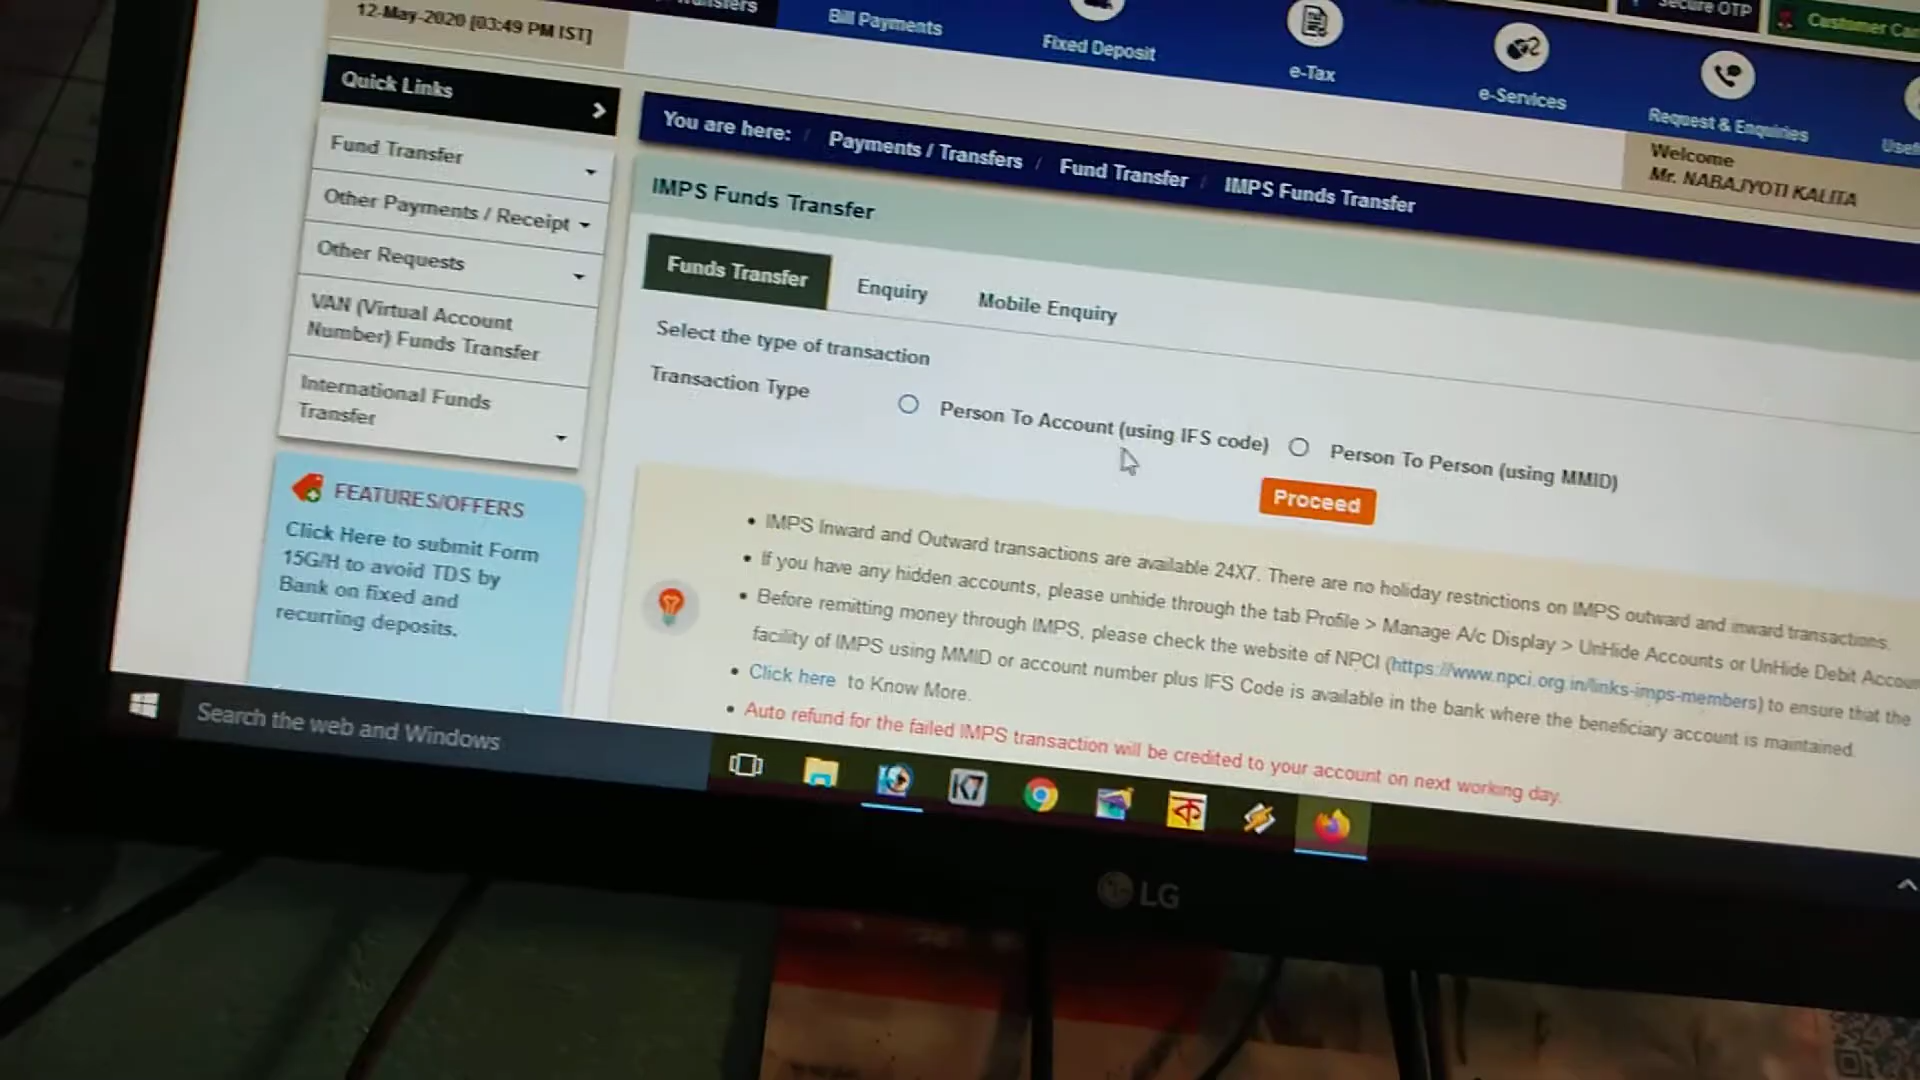 12-May-2020 [03:49 PM IST]
Bill Payments
Fixed Deposit
e-Tax
e-Services
Request & Enquiries
Secure OTP
Customer
Welcome
Mr. NABAJYOTI KALITA
Quick Links
Fund Transfer
Other Payments / Receipt
Other Requests
VAN (Virtual Account
Number) Funds Transfer
International Funds
Transfer
FEATURES/OFFERS
Click Here to submit Form
15G/H to avoid TDS by
Bank on fixed and
recurring deposits.
You are here: / Payments / Transfers / Fund Transfer / IMPS Funds Transfer
IMPS Funds Transfer
Funds Transfer Enquiry Mobile Enquiry
Select the type of transaction
Transaction Type Person To Account (using IFS code) Person To Person (using MMID)
Proceed
• IMPS Inward and Outward transactions are available 24X7. There are no holiday restrictions on IMPS outward and inward transactions.
• If you have any hidden accounts, please unhide through the tab Profile > Manage A/c Display > UnHide Accounts or UnHide Debit
• Before remitting money through IMPS, please check the website of NPCI (https://www.npci.org.in/links-imps-members) to ensure that the
facility of IMPS using MMID or account number plus IFS Code is available in the bank where the beneficiary account is maintained.
• Click here to Know More.
• Auto refund for the failed IMPS transaction will be credited to your account on next working day.
Search the web and Windows
K7
ক
LG